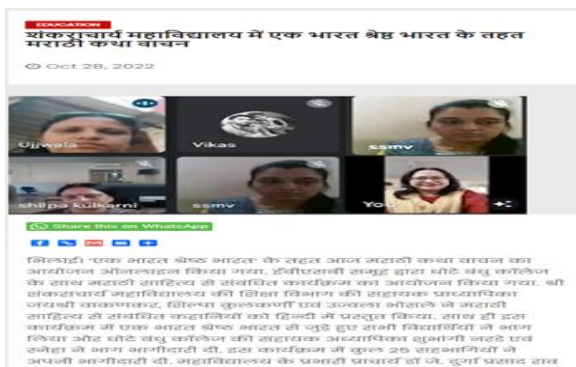 EDUCATION
शंकराचार्य महाविद्यालय में एक भारत श्रेष्ठ भारत के तहत
मराठी कथा वाचन
Oct 28, 2022
Ujjwala
Vikas
ssmv
shilpa kulkarni
ssmv
You
Share this on WhatsApp
भिलाई। ‘एक भारत श्रेष्ठ भारत’ के तहत आज मराठी कथा वाचन का
आयोजन ऑनलाइन किया गया. ईवीएसबी समूह द्वारा धोटे बंधु कॉलेज
के साथ मराठी साहित्य से संबंधित कार्यक्रम का आयोजन किया गया. श्री
शंकराचार्य महाविद्यालय की शिक्षा विभाग की सहायक प्राध्यापिका
जयश्री वाकणकर, शिल्पा कुलकर्णी एवं उज्वला भोसले ने मराठी
साहित्य से संबंधित कहानियों को हिन्दी में प्रस्तुत किया. साथ ही इस
कार्यक्रम में एक भारत श्रेष्ठ भारत से जुड़े हुए सभी विद्यार्थियों ने भाग
लिया और धोटे बंधु कॉलेज की सहायक अध्यापिका शुभांगी नरडे एवं
स्नेहा ने भाग भागीदारी दी. इस कार्यक्रम में कुल 25 सहभागियों ने
अपनी भागीदारी दी. महाविद्यालय के प्रभारी प्राचार्य डॉ जे. दुर्गा प्रसाद राव